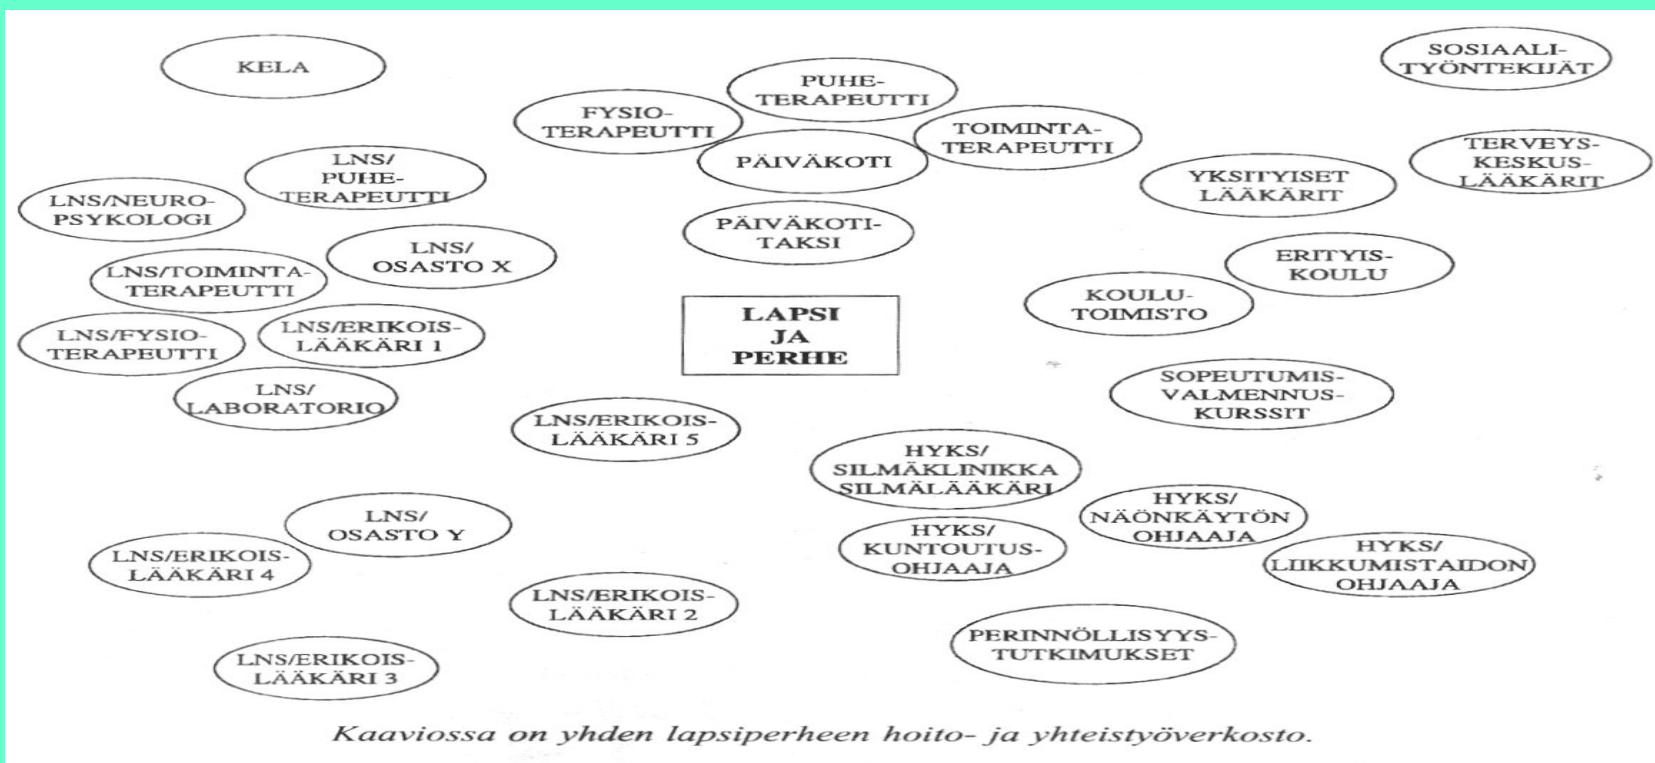 KELA
SOSIAALI-
TYÖNTEKIJÄT
PUHE-
TERAPEUTTI
FYSIO-
TERAPEUTTI
TOIMINTA-
TERAPEUTTI
PÄIVÄKOTI
TERVEYS-
KESKUS-
LÄÄKÄRIT
LNS/
PUHE-
TERAPEUTTI
YKSITYISET
LÄÄKÄRIT
LNS/NEURO-
PSYKOLOGI
PÄIVÄKOTI-
TAKSI
LNS/
OSASTO X
ERITYIS-
KOULU
LNS/TOIMINTA-
TERAPEUTTI
KOULU-
TOIMISTO
LAPSI
JA
PERHE
LNS/FYSIO-
TERAPEUTTI
LNS/ERIKOIS-
LÄÄKÄRI 1
LNS/
LABORATORIO
SOPEUTUMIS-
VALMENNUS-
KURSSIT
LNS/ERIKOIS-
LÄÄKÄRI 5
HYKS/
SILMÄKLINIKKA
SILMÄLÄÄKÄRI
LNS/
OSASTO Y
HYKS/
NÄÖNKÄYTÖN
OHJAAJA
HYKS/
KUNTOUTUS-
OHJAAJA
LNS/ERIKOIS-
LÄÄKÄRI 4
HYKS/
LIIKKUMISTAIDON
OHJAAJA
LNS/ERIKOIS-
LÄÄKÄRI 2
PERINNÖLLISYYS-
TUTKIMUKSET
LNS/ERIKOIS-
LÄÄKÄRI 3
Kaaviossa on yhden lapsiperheen hoito- ja yhteistyöverkosto.